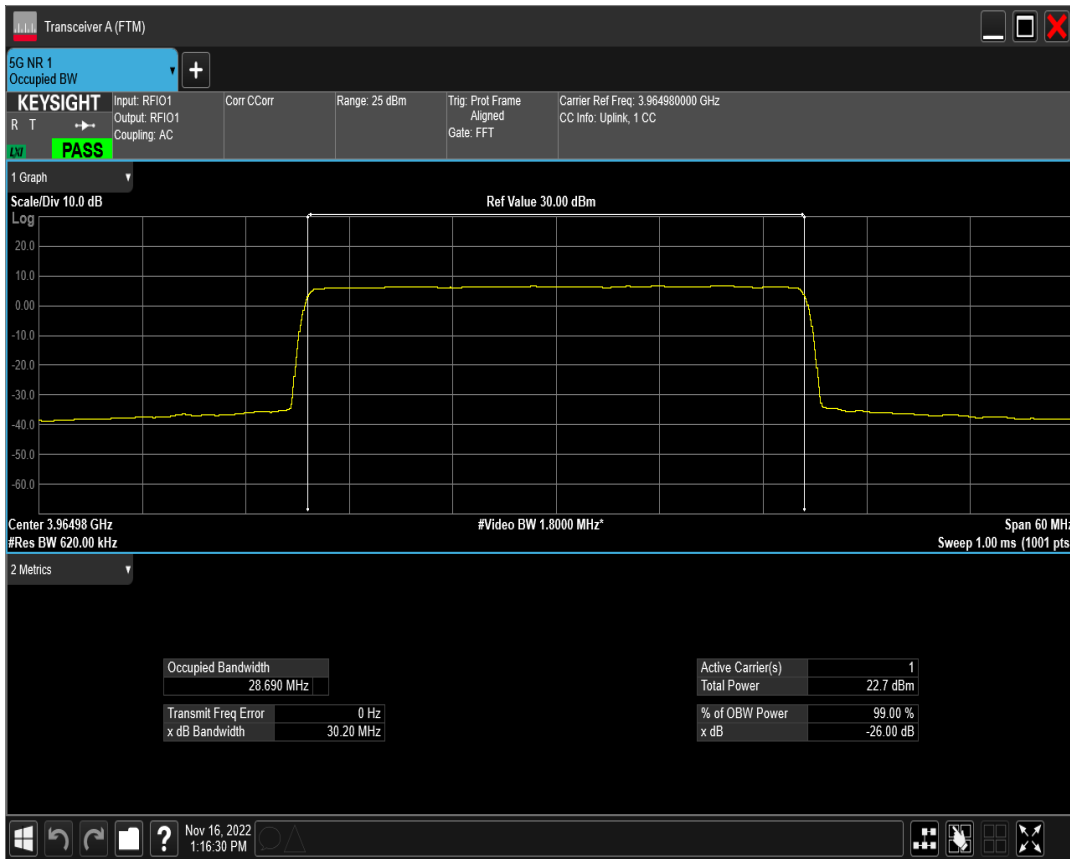 Transceiver A (FTM)
5G NR 1
Occupied BW
+
KEYSIGHT
R T
LXI
PASS
Input: RFIO1
Output: RFIO1
Coupling: AC
Corr CCorr
Range: 25 dBm
Trig: Prot Frame
Aligned
Gate: FFT
Carrier Ref Freq: 3.964980000 GHz
CC Info: Uplink, 1 CC
1 Graph
Scale/Div 10.0 dB
Ref Value 30.00 dBm
Log
20.0
10.0
0.00
-10.0
-20.0
-30.0
-40.0
-50.0
-60.0
Center 3.96498 GHz
#Video BW 1.8000 MHz*
Span 60 MHz
#Res BW 620.00 kHz
Sweep 1.00 ms (1001 pts
2 Metrics
Occupied Bandwidth
28.690 MHz
Transmit Freq Error 0 Hz
x dB Bandwidth 30.20 MHz
Active Carrier(s) 1
Total Power 22.7 dBm
% of OBW Power 99.00 %
x dB -26.00 dB
?
Nov 16, 2022
1:16:30 PM